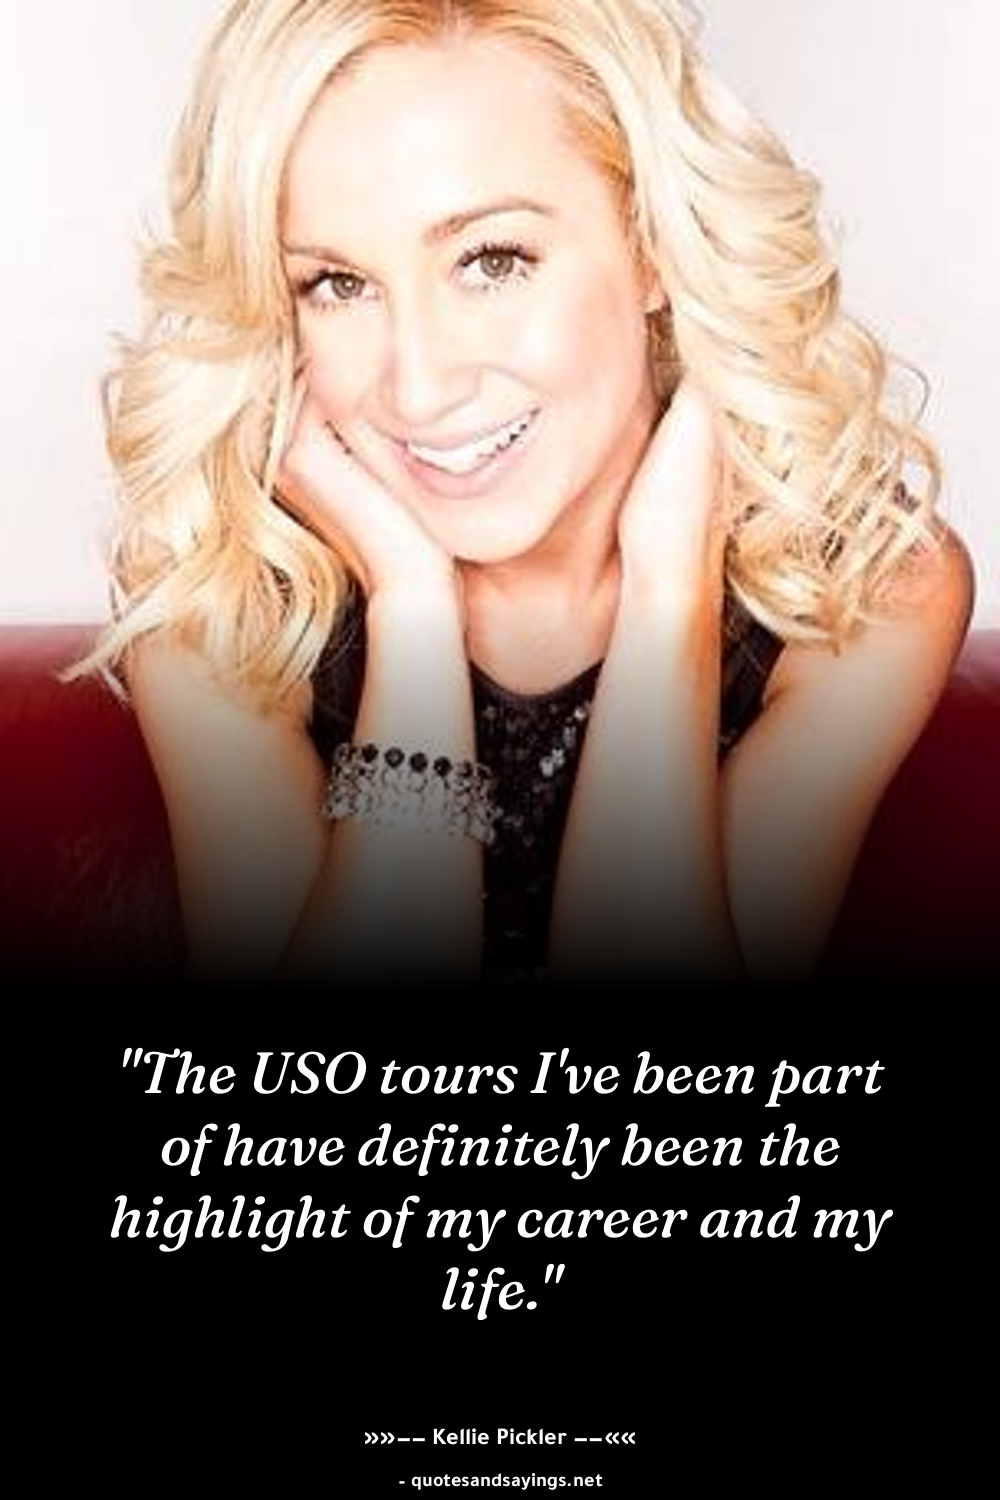 "The USO tours I've been part
of have definitely been the
highlight of my career and my
life."
»»−− Kellie Pickler −−««
- quotesandsayings.net